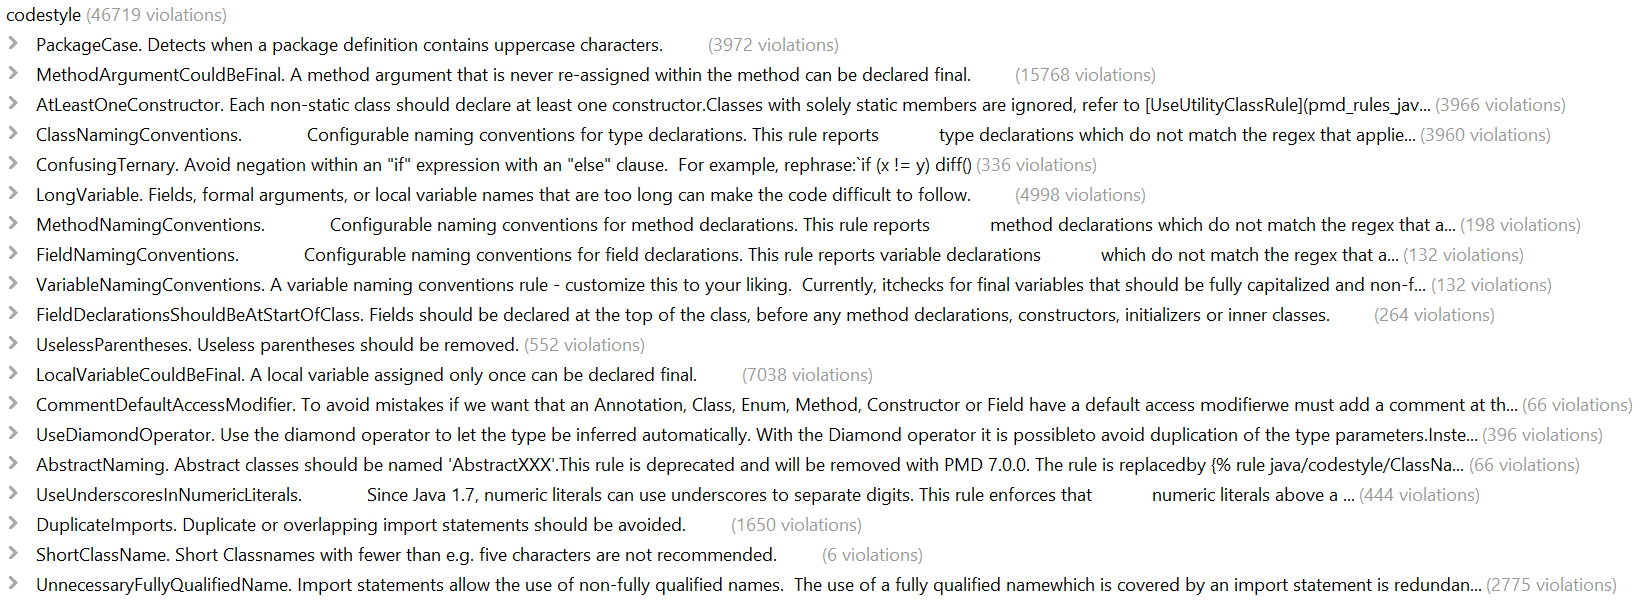 codestyle (46719 violations)
PackageCase. Detects when a package definition contains uppercase characters. (3972 violations)
MethodArgumentCouldBeFinal. A method argument that is never re-assigned within the method can be declared final. (15768 violations)
AtLeastOneConstructor. Each non-static class should declare at least one constructor.Classes with solely static members are ignored, refer to [UseUtilityClassRule](pmd_rules_jav... (3966 violations)
ClassNamingConventions. Configurable naming conventions for type declarations. This rule reports type declarations which do not match the regex that applie... (3960 violations)
ConfusingTernary. Avoid negation within an "if" expression with an "else" clause. For example, rephrase:`if (x != y) diff() (336 violations)
LongVariable. Fields, formal arguments, or local variable names that are too long can make the code difficult to follow. (4998 violations)
MethodNamingConventions. Configurable naming conventions for method declarations. This rule reports method declarations which do not match the regex that a... (198 violations)
FieldNamingConventions. Configurable naming conventions for field declarations. This rule reports variable declarations which do not match the regex that a... (132 violations)
VariableNamingConventions. A variable naming conventions rule - customize this to your liking. Currently, itchecks for final variables that should be fully capitalized and non-f... (132 violations)
FieldDeclarationsShouldBeAtStartOfClass. Fields should be declared at the top of the class, before any method declarations, constructors, initializers or inner classes. (264 violations)
UselessParentheses. Useless parentheses should be removed. (552 violations)
LocalVariableCouldBeFinal. A local variable assigned only once can be declared final. (7038 violations)
CommentDefaultAccessModifier. To avoid mistakes if we want that an Annotation, Class, Enum, Method, Constructor or Field have a default access modifierwe must add a comment at th... (66 violations)
UseDiamondOperator. Use the diamond operator to let the type be inferred automatically. With the Diamond operator it is possibleto avoid duplication of the type parameters.Inste... (396 violations)
AbstractNaming. Abstract classes should be named 'AbstractXXX'.This rule is deprecated and will be removed with PMD 7.0.0. The rule is replacedby {% rule java/codestyle/ClassNa... (66 violations)
UseUnderscoresInNumericLiterals. Since Java 1.7, numeric literals can use underscores to separate digits. This rule enforces that numeric literals above a ... (444 violations)
DuplicateImports. Duplicate or overlapping import statements should be avoided. (1650 violations)
ShortClassName. Short Classnames with fewer than e.g. five characters are not recommended. (6 violations)
UnnecessaryFullyQualifiedName. Import statements allow the use of non-fully qualified names. The use of a fully qualified namewhich is covered by an import statement is redundan... (2775 violations)